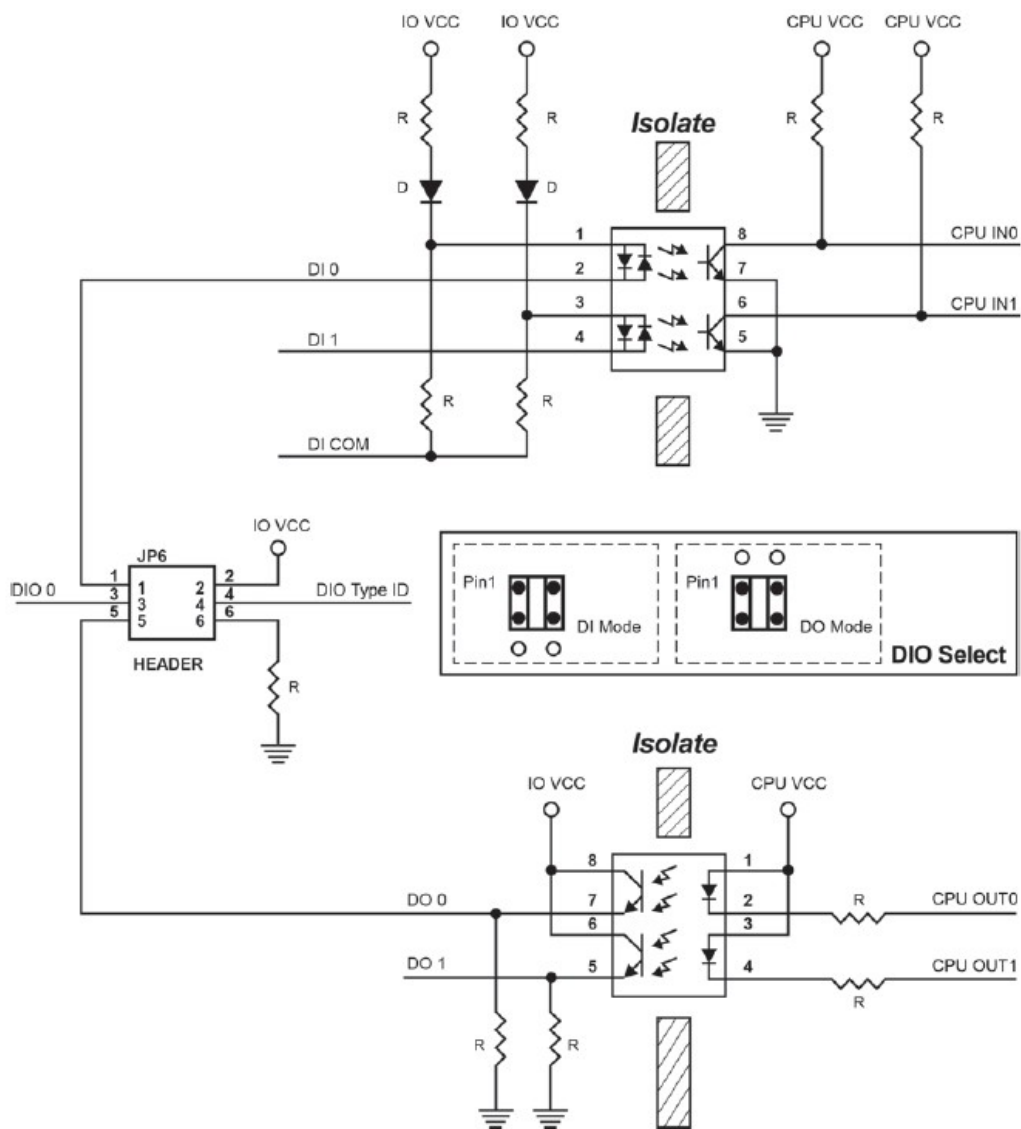 IO VCC IO VCC CPU VCC CPU VCC
R R R R
Isolate
D D
1 8 CPU IN0
DI 0 2 7
3 6 CPU IN1
DI 1 4 5
R R
DI COM
IO VCC
JP6
1 1 2 2
DIO 0 3 3 4 4 DIO Type ID
5 5 6 6
HEADER
R
Pin1 Pin1
DI Mode DO Mode
DIO Select
Isolate
IO VCC CPU VCC
8 1
DO 0 7 2 R CPU OUT0
6 3
DO 1 5 4 CPU OUT1
R
R R